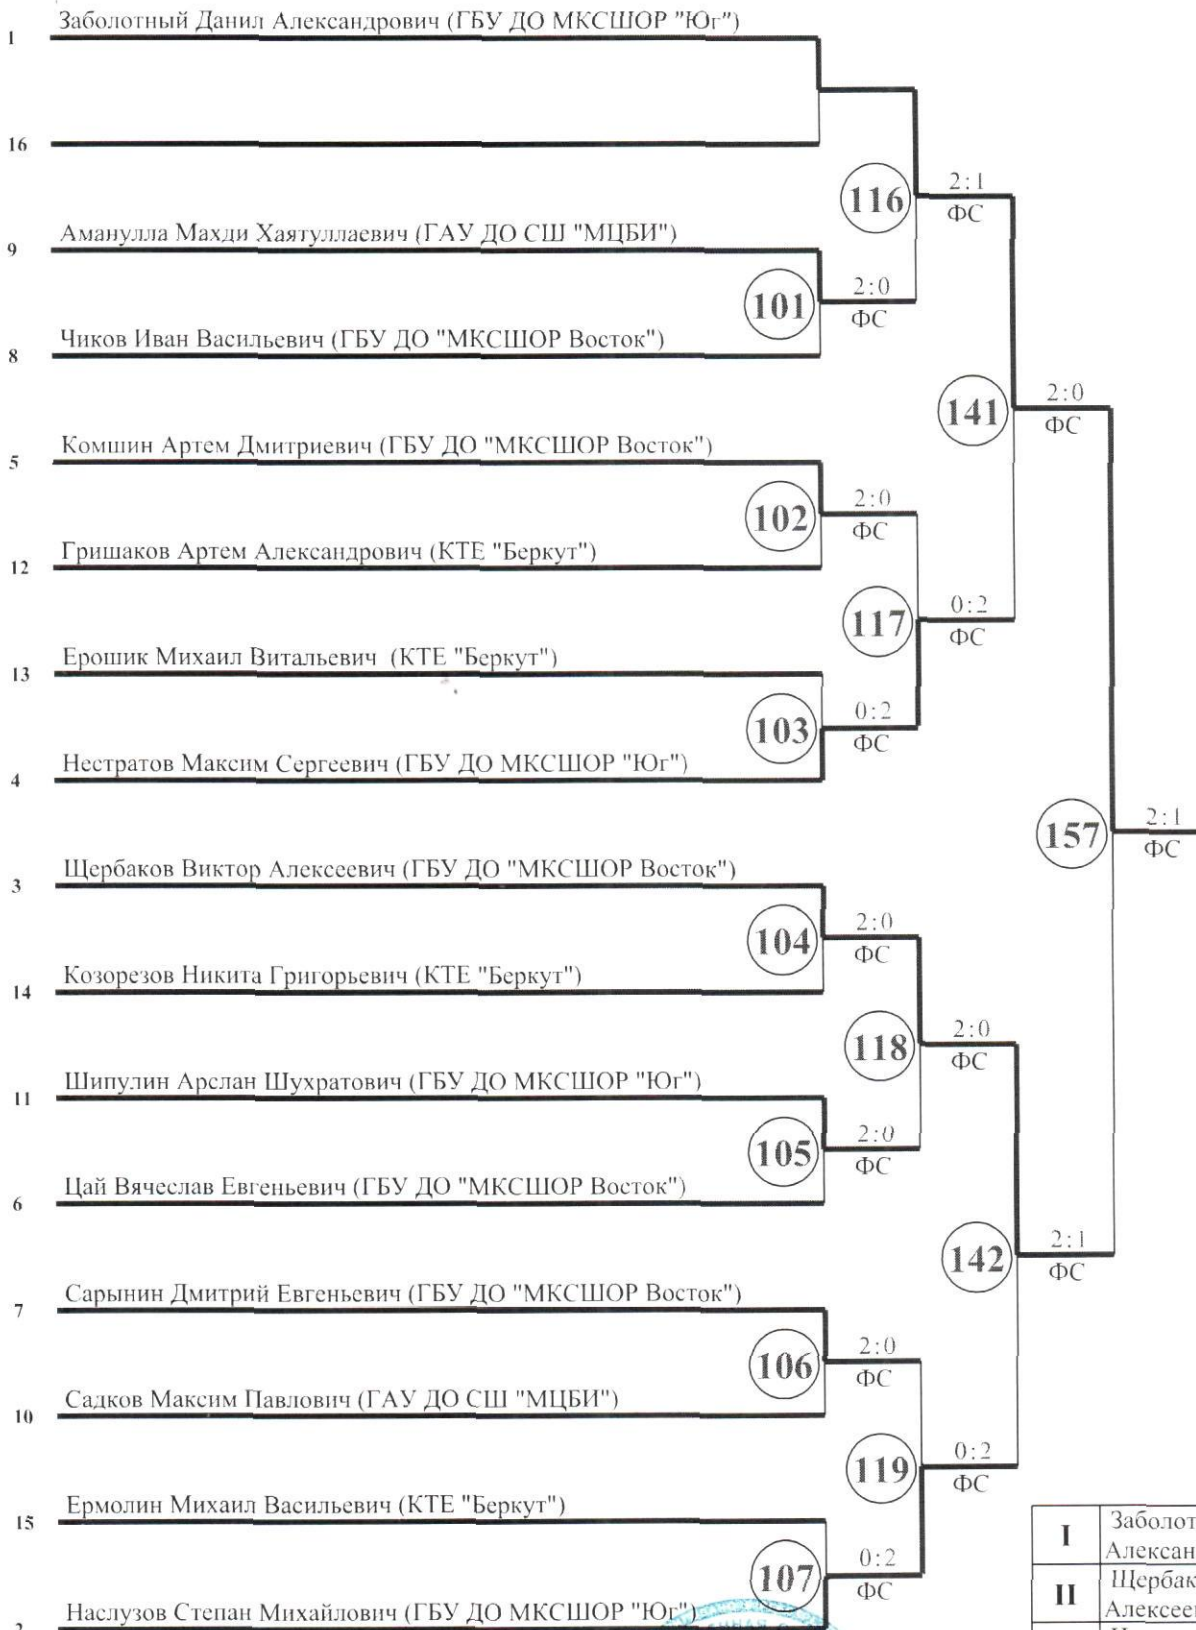 Заболотный Данил Александрович (ГБУ ДО МКСШОР "Юг")
1
16
116
2:1
ФС
Аманулла Махди Хаятуллаевич (ГАУ ДО СШ "МЦБИ")
9
101
2:0
ФС
Чиков Иван Васильевич (ГБУ ДО "МКСШОР Восток")
8
141
2:0
ФС
Комшин Артем Дмитриевич (ГБУ ДО "МКСШОР Восток")
5
102
2:0
ФС
Гришаков Артем Александрович (КТЕ "Беркут")
12
117
0:2
ФС
Ерошик Михаил Витальевич (КТЕ "Беркут")
13
103
0:2
ФС
Нестратов Максим Сергеевич (ГБУ ДО МКСШОР "Юг")
4
157
2:1
ФС
Щербаков Виктор Алексеевич (ГБУ ДО "МКСШОР Восток")
3
104
2:0
ФС
Козорезов Никита Григорьевич (КТЕ "Беркут")
14
118
2:0
ФС
Шипулин Арслан Шухратович (ГБУ ДО МКСШОР "Юг")
11
105
2:0
ФС
Цай Вячеслав Евгеньевич (ГБУ ДО "МКСШОР Восток")
6
142
2:1
ФС
Сарынин Дмитрий Евгеньевич (ГБУ ДО "МКСШОР Восток")
7
106
2:0
ФС
Садков Максим Павлович (ГАУ ДО СШ "МЦБИ")
10
119
0:2
ФС
Ермолин Михаил Васильевич (КТЕ "Беркут")
15
107
0:2
ФС
Наслузов Степан Михайлович (ГБУ ДО МКСШОР "Юг")
2
I
Заболот
Алексан
II
Щербак
Алексее